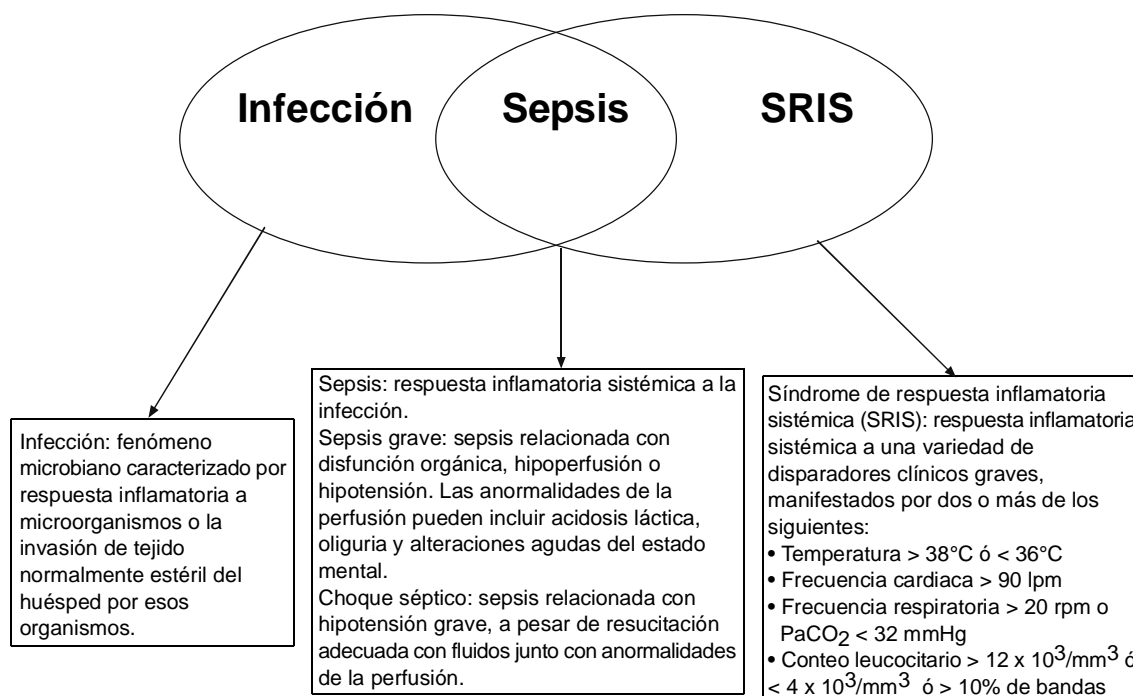 Infección
Sepsis
SRIS
Infección: fenómeno
microbiano caracterizado por
respuesta inflamatoria a
microorganismos o la
invasión de tejido
normalmente estéril del
huésped por esos
organismos.
Sepsis: respuesta inflamatoria sistémica a la
infección.
Sepsis grave: sepsis relacionada con
disfunción orgánica, hipoperfusión o
hipotensión. Las anormalidades de la
perfusión pueden incluir acidosis láctica,
oliguria y alteraciones agudas del estado
mental.
Choque séptico: sepsis relacionada con
hipotensión grave, a pesar de resucitación
adecuada con fluidos junto con anormalidades
de la perfusión.
Síndrome de respuesta inflamatoria
sistémica (SRIS): respuesta inflamatoria
sistémica a una variedad de
disparadores clínicos graves,
manifestados por dos o más de los
siguientes:
• Temperatura > 38°C ó < 36°C
• Frecuencia cardiaca > 90 lpm
• Frecuencia respiratoria > 20 rpm o
PaCO2 < 32 mmHg
• Conteo leucocitario > 12 x 10³/mm³ ó
< 4 x 10³/mm³ ó > 10% de bandas